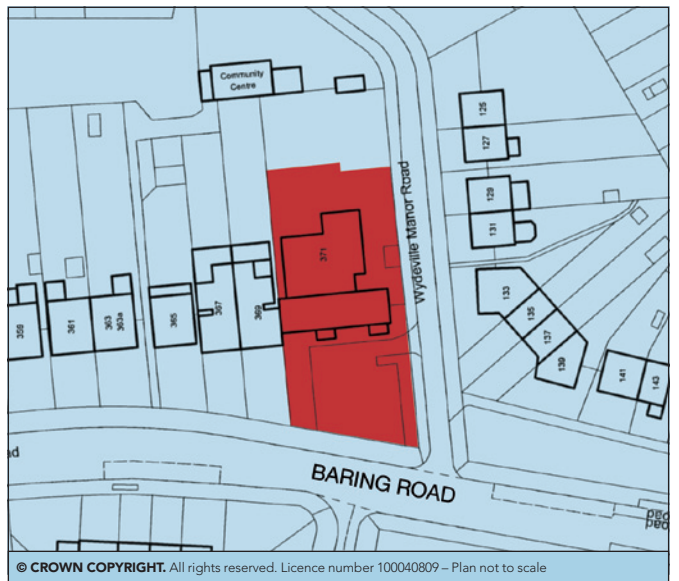 Community
Centre
125
127
129
131
Wydeville Manor Road
371
133
135
137
139
141
143
359
361
363
363a
365
367
369
BARING ROAD
© CROWN COPYRIGHT. All rights reserved. Licence number 100040809 – Plan not to scale